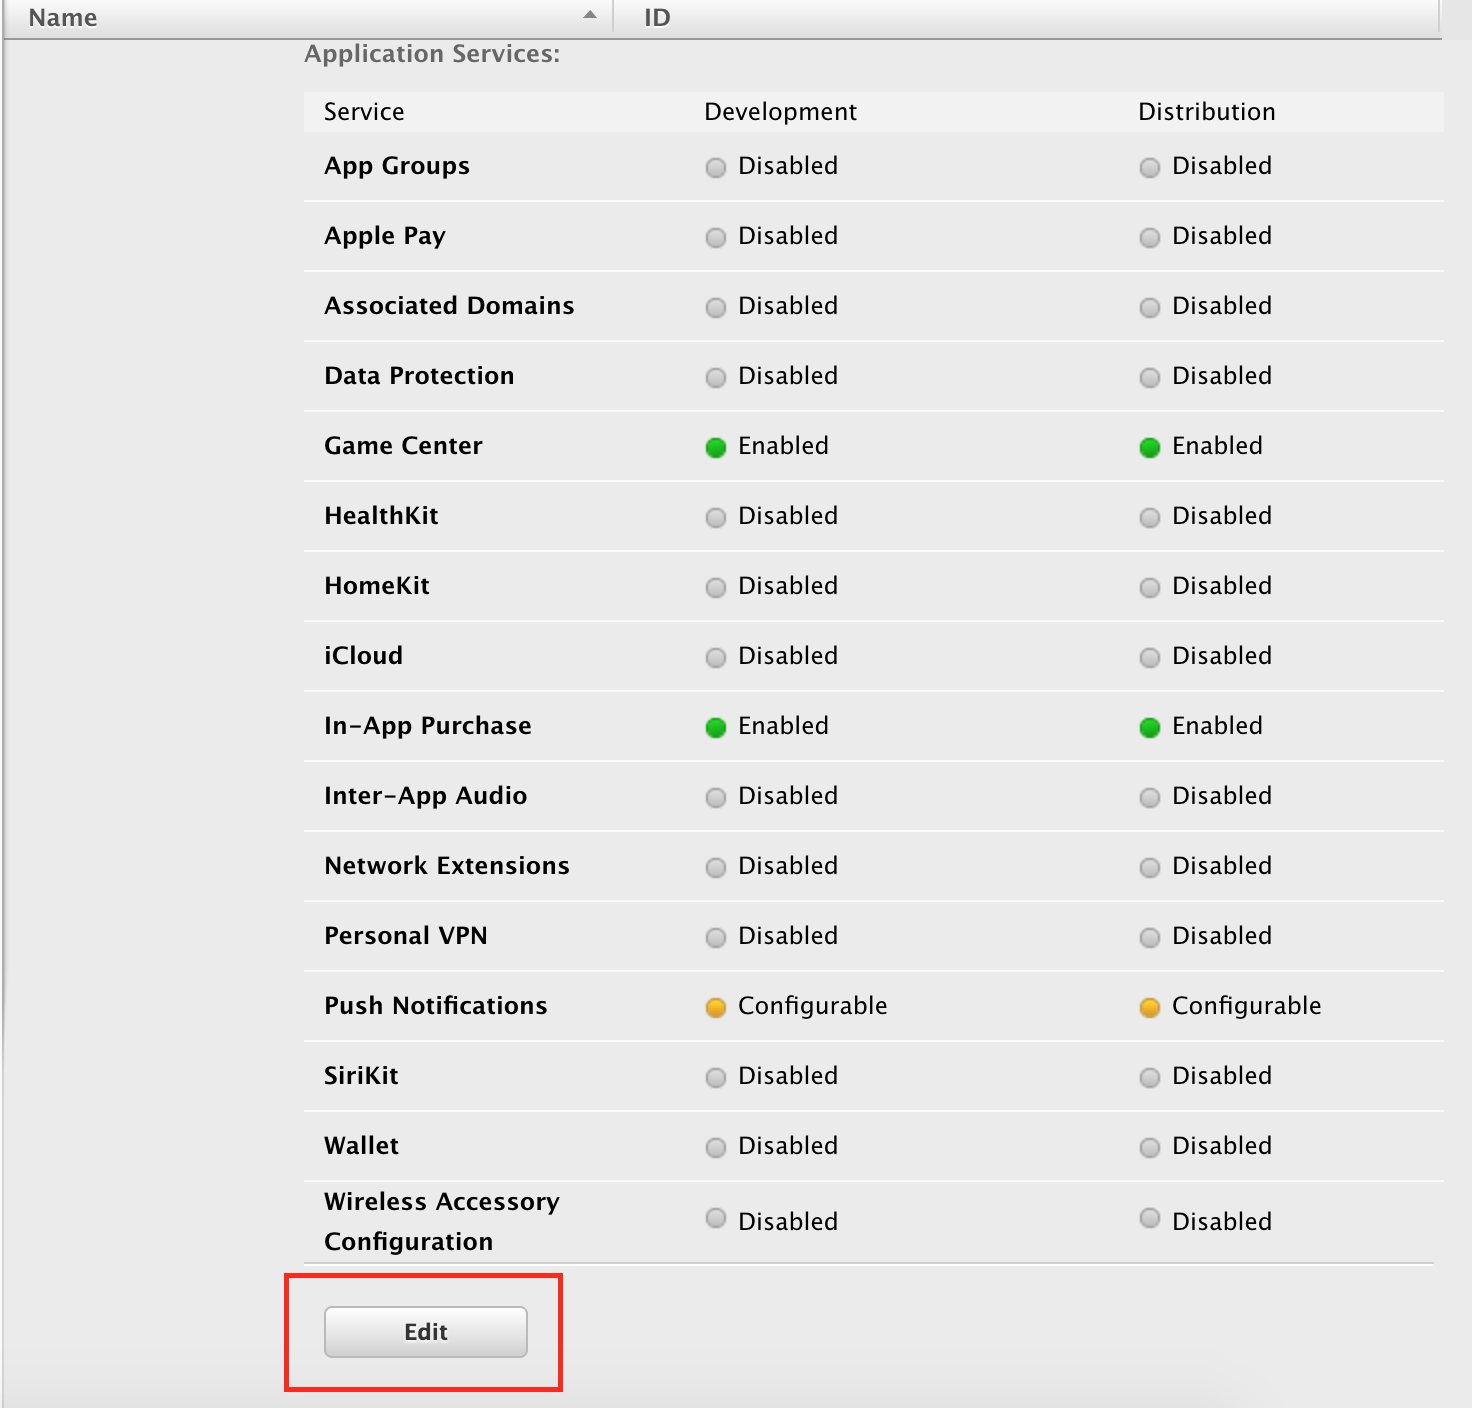 Name ID
Application Services:
Service Development Distribution
App Groups Disabled Disabled
Apple Pay Disabled Disabled
Associated Domains Disabled Disabled
Data Protection Disabled Disabled
Game Center Enabled Enabled
HealthKit Disabled Disabled
HomeKit Disabled Disabled
iCloud Disabled Disabled
In-App Purchase Enabled Enabled
Inter-App Audio Disabled Disabled
Network Extensions Disabled Disabled
Personal VPN Disabled Disabled
Push Notifications Configurable Configurable
SiriKit Disabled Disabled
Wallet Disabled Disabled
Wireless Accessory
Configuration Disabled Disabled
Edit